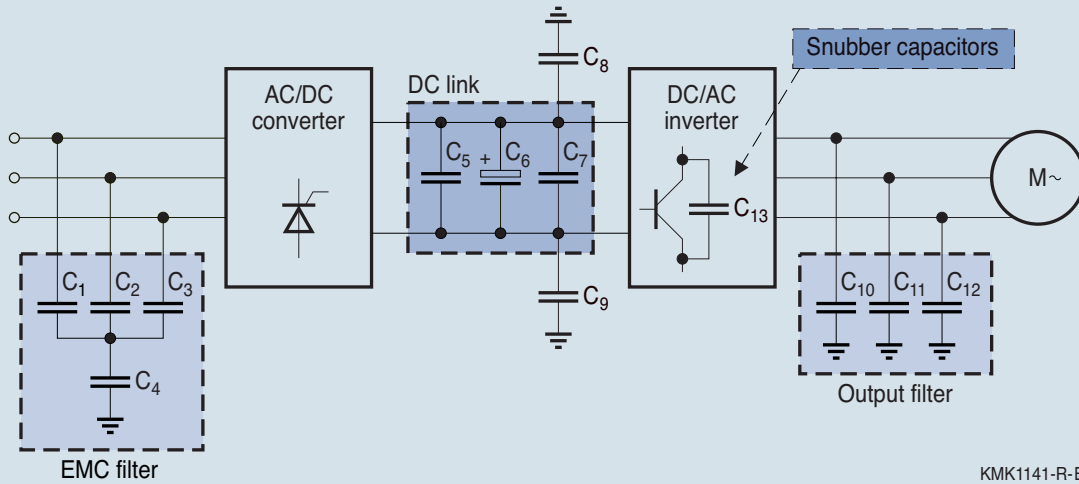 Snubber capacitors
C8
AC/DC
converter
DC link
DC/AC
inverter
C5
+
C6
C7
C13
M~
C1
C2
C3
C4
C9
C10
C11
C12
EMC filter
Output filter